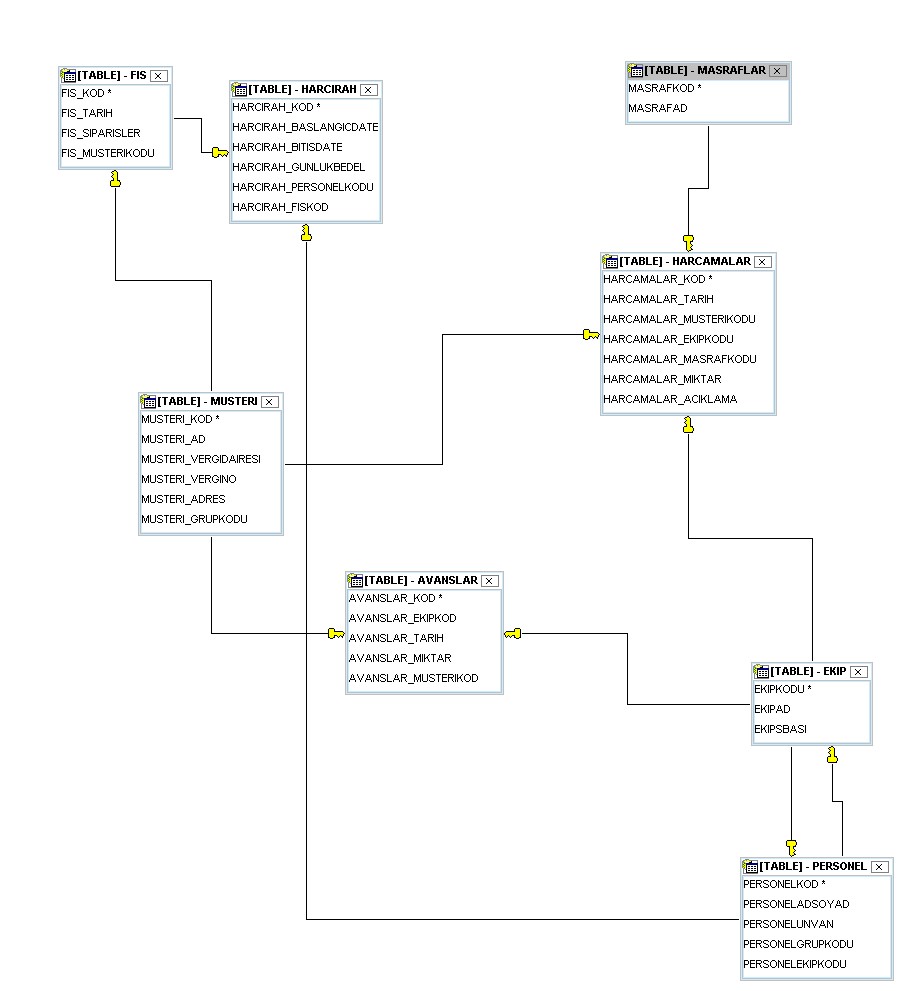 [TABLE] - FIS
FIS_KOD *
FIS_TARIH
FIS_SIPARISLER
FIS_MUSTERIKODU
[TABLE] - HARCIRAH
HARCIRAH_KOD *
HARCIRAH_BASLANGICDATE
HARCIRAH_BITISDATE
HARCIRAH_GUNLUKBEDEL
HARCIRAH_PERSONELKODU
HARCIRAH_FISKOD
[TABLE] - MASRAFLAR
MASRAFKOD *
MASRAFAD
[TABLE] - HARCAMALAR
HARCAMALAR_KOD *
HARCAMALAR_TARIH
HARCAMALAR_MUSTERIKODU
HARCAMALAR_EKIPKODU
HARCAMALAR_MASRAFKODU
HARCAMALAR_MIKTAR
HARCAMALAR_ACIKLAMA
[TABLE] - MUSTERI
MUSTERI_KOD *
MUSTERI_AD
MUSTERI_VERGIDAIRESI
MUSTERI_VERGINO
MUSTERI_ADRES
MUSTERI_GRUPKODU
[TABLE] - AVANSLAR
AVANSLAR_KOD *
AVANSLAR_EKIPKOD
AVANSLAR_TARIH
AVANSLAR_MIKTAR
AVANSLAR_MUSTERIKOD
[TABLE] - EKIP
EKIPKODU *
EKIPAD
EKIPSBASI
[TABLE] - PERSONEL
PERSONELKOD *
PERSONELADSOYAD
PERSONELUNVAN
PERSONELGRUPKODU
PERSONELEKIPKODU